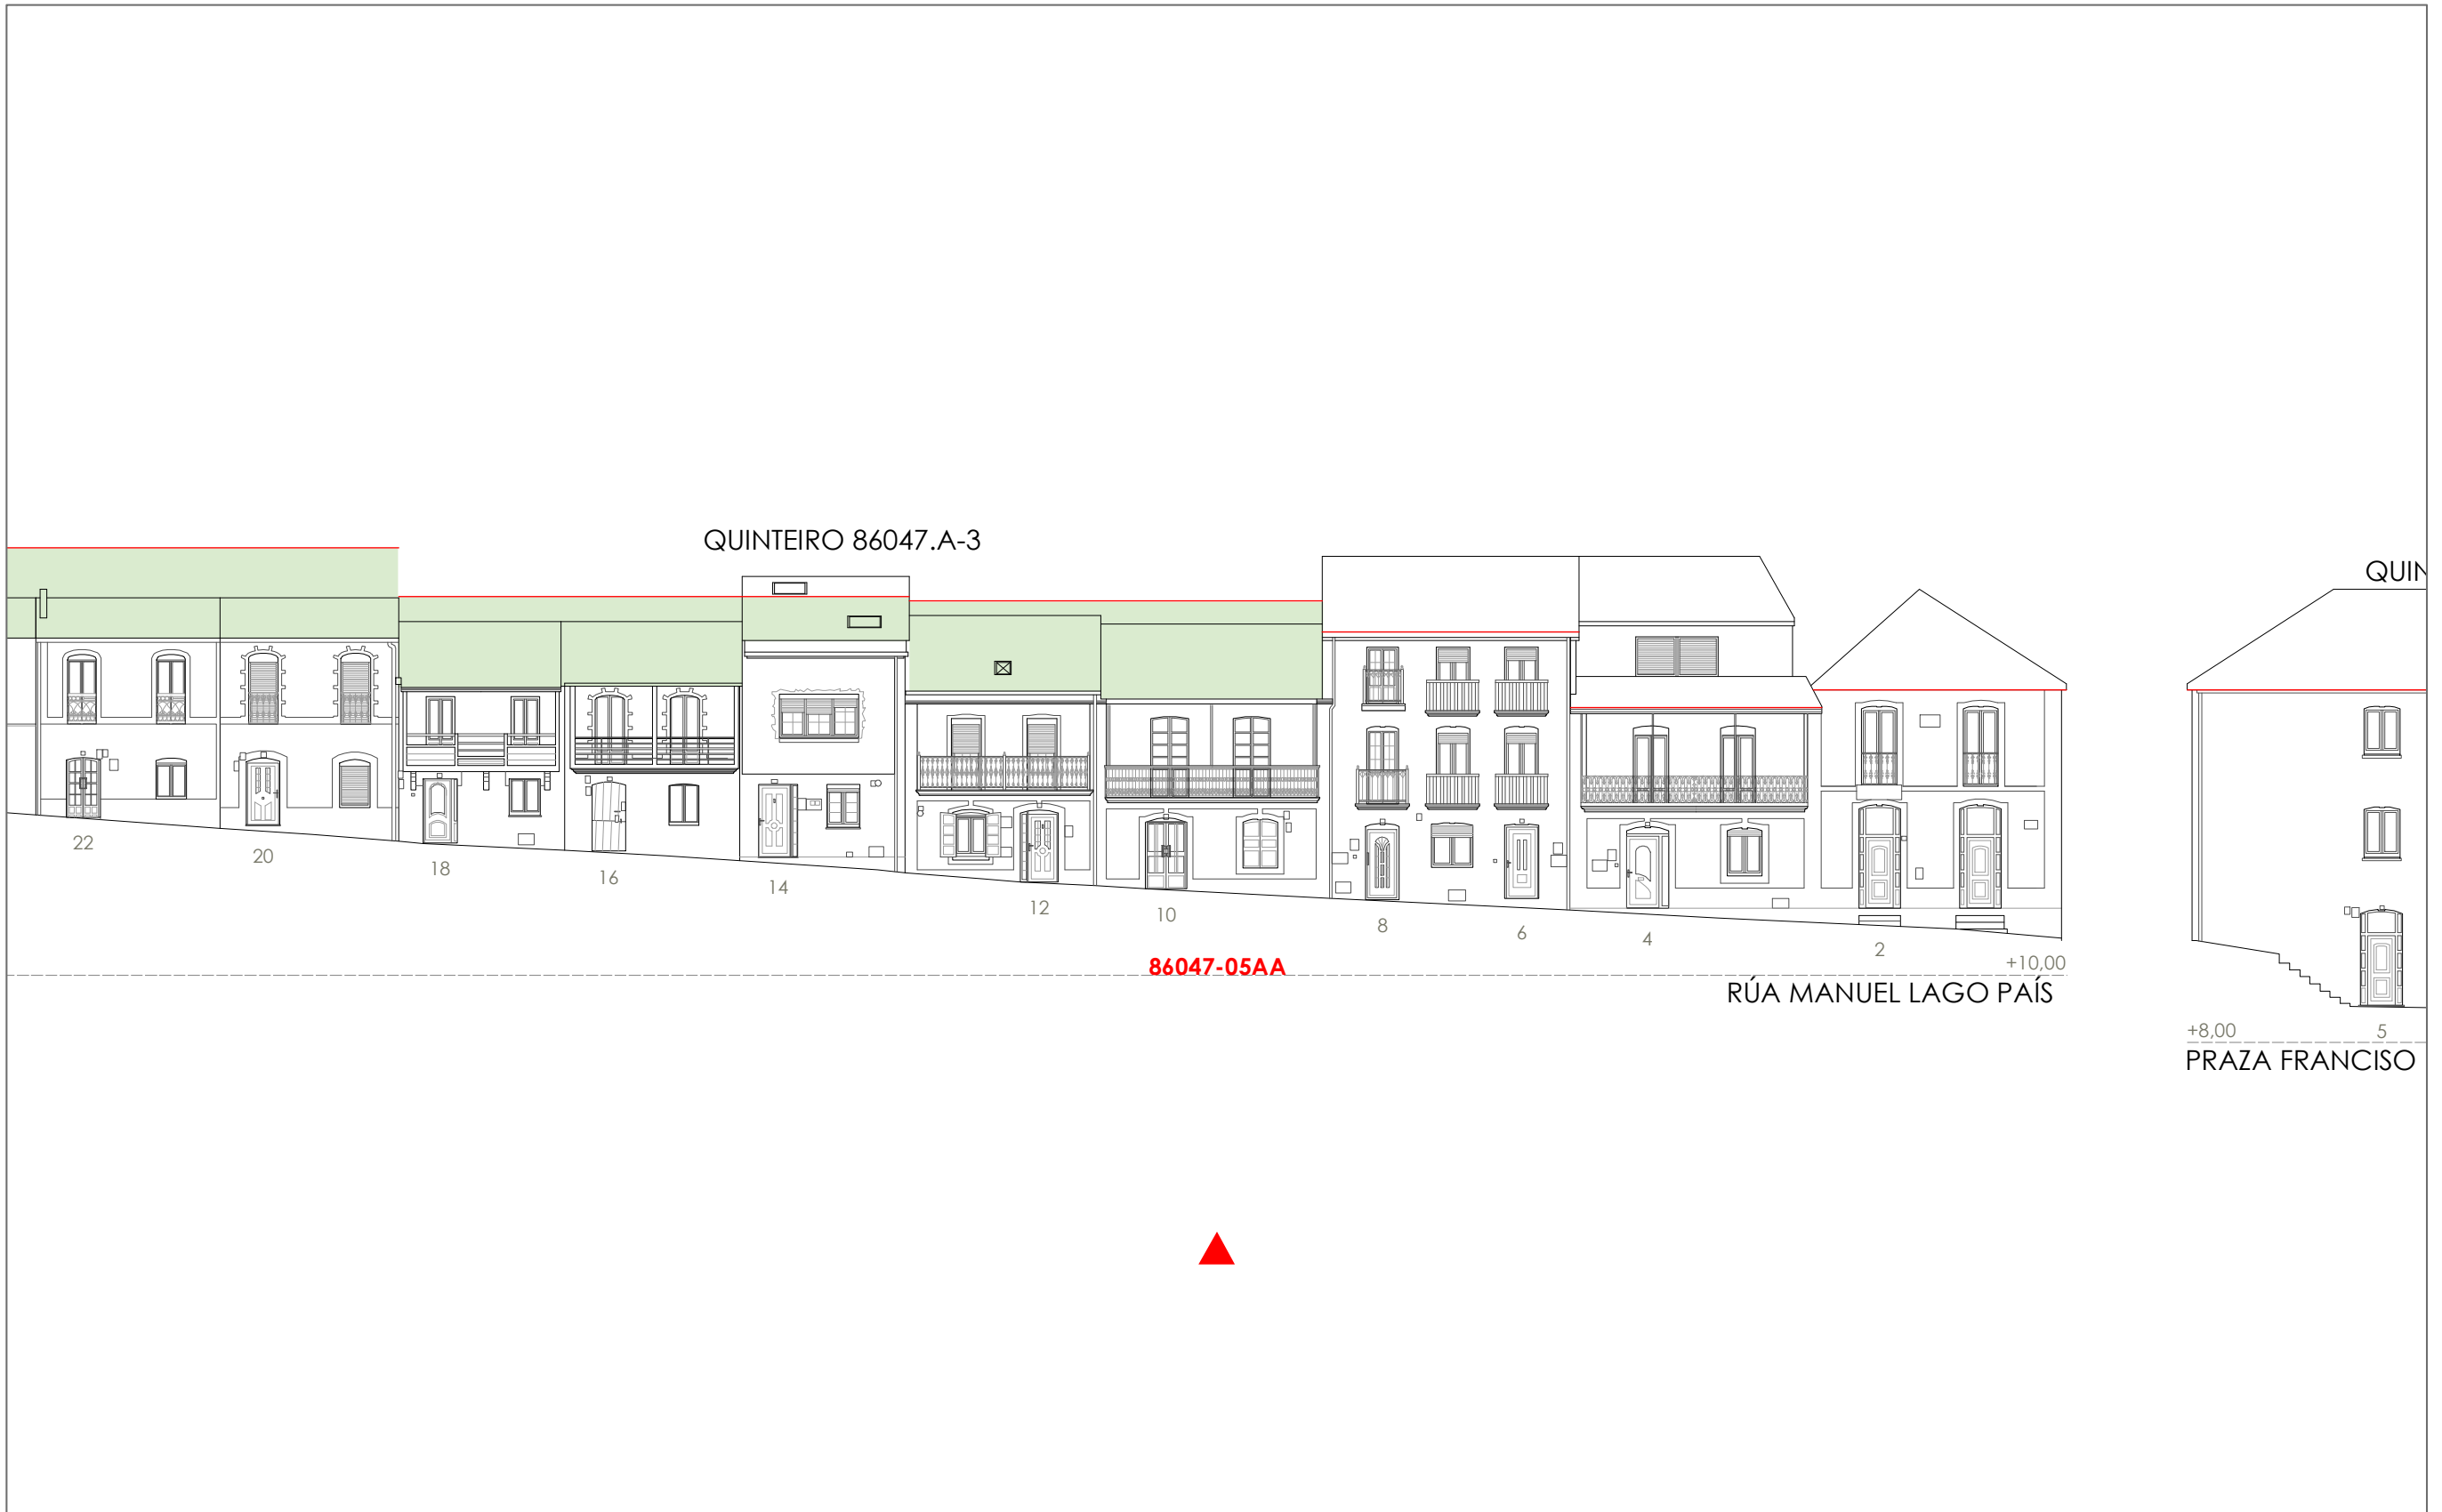 QUINTEIRO 86047.A-3
QUIN
22
20
18
16
14
12
10
8
6
4
2
86047-05AA
+10,00
RÚA MANUEL LAGO PAÍS
+8,00
5
PRAZA FRANCISO